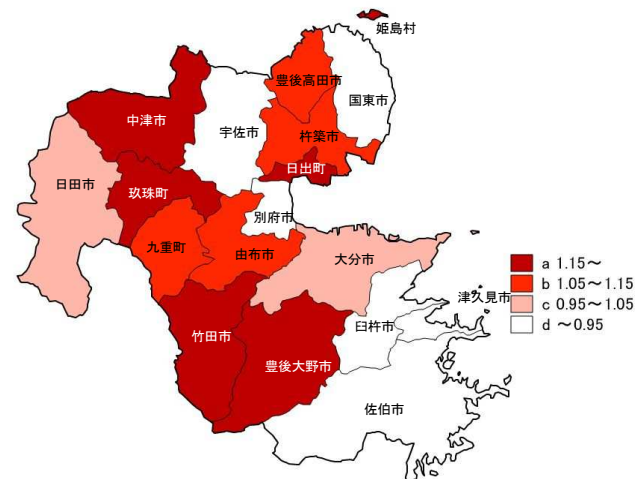 姫島村
豊後高田市
国東市
中津市
宇佐市
杵築市
日出町
日田市
玖珠町
別府市
九重町
由布市
大分市
a 1.15~
b 1.05~1.15
c 0.95~1.05
d ~0.95
津久見市
臼杵市
竹田市
豊後大野市
佐伯市